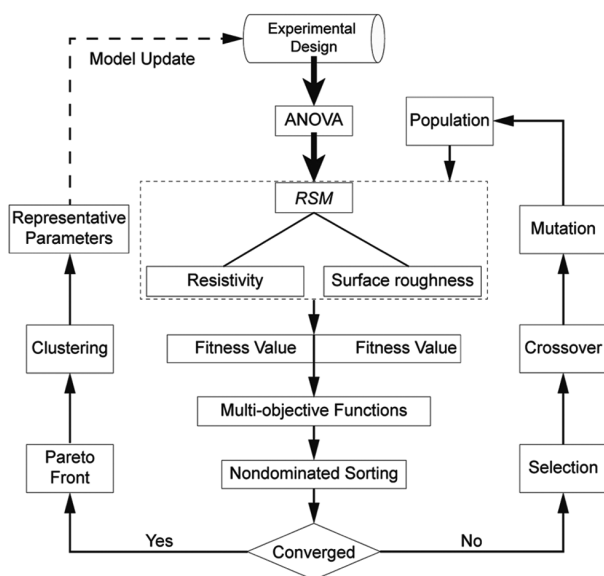 Experimental
Design
Model Update
ANOVA
Population
RSM
Representative
Parameters
Mutation
Resistivity
Surface roughness
Fitness Value
Fitness Value
Clustering
Crossover
Multi-objective Functions
Pareto
Front
Nondominated Sorting
Selection
Yes
No
Converged